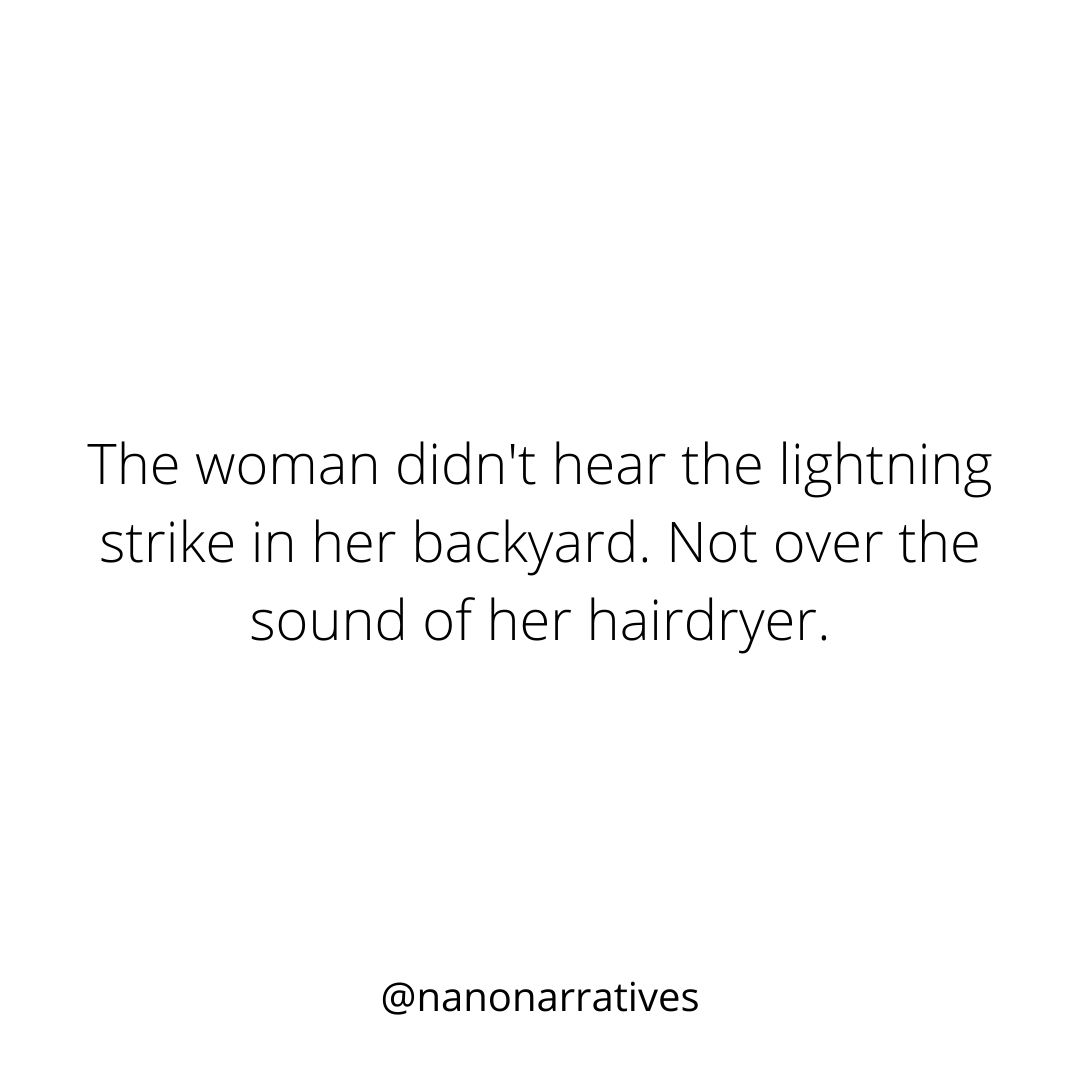 The woman didn't hear the lightning
strike in her backyard. Not over the
sound of her hairdryer.
@nanonarratives